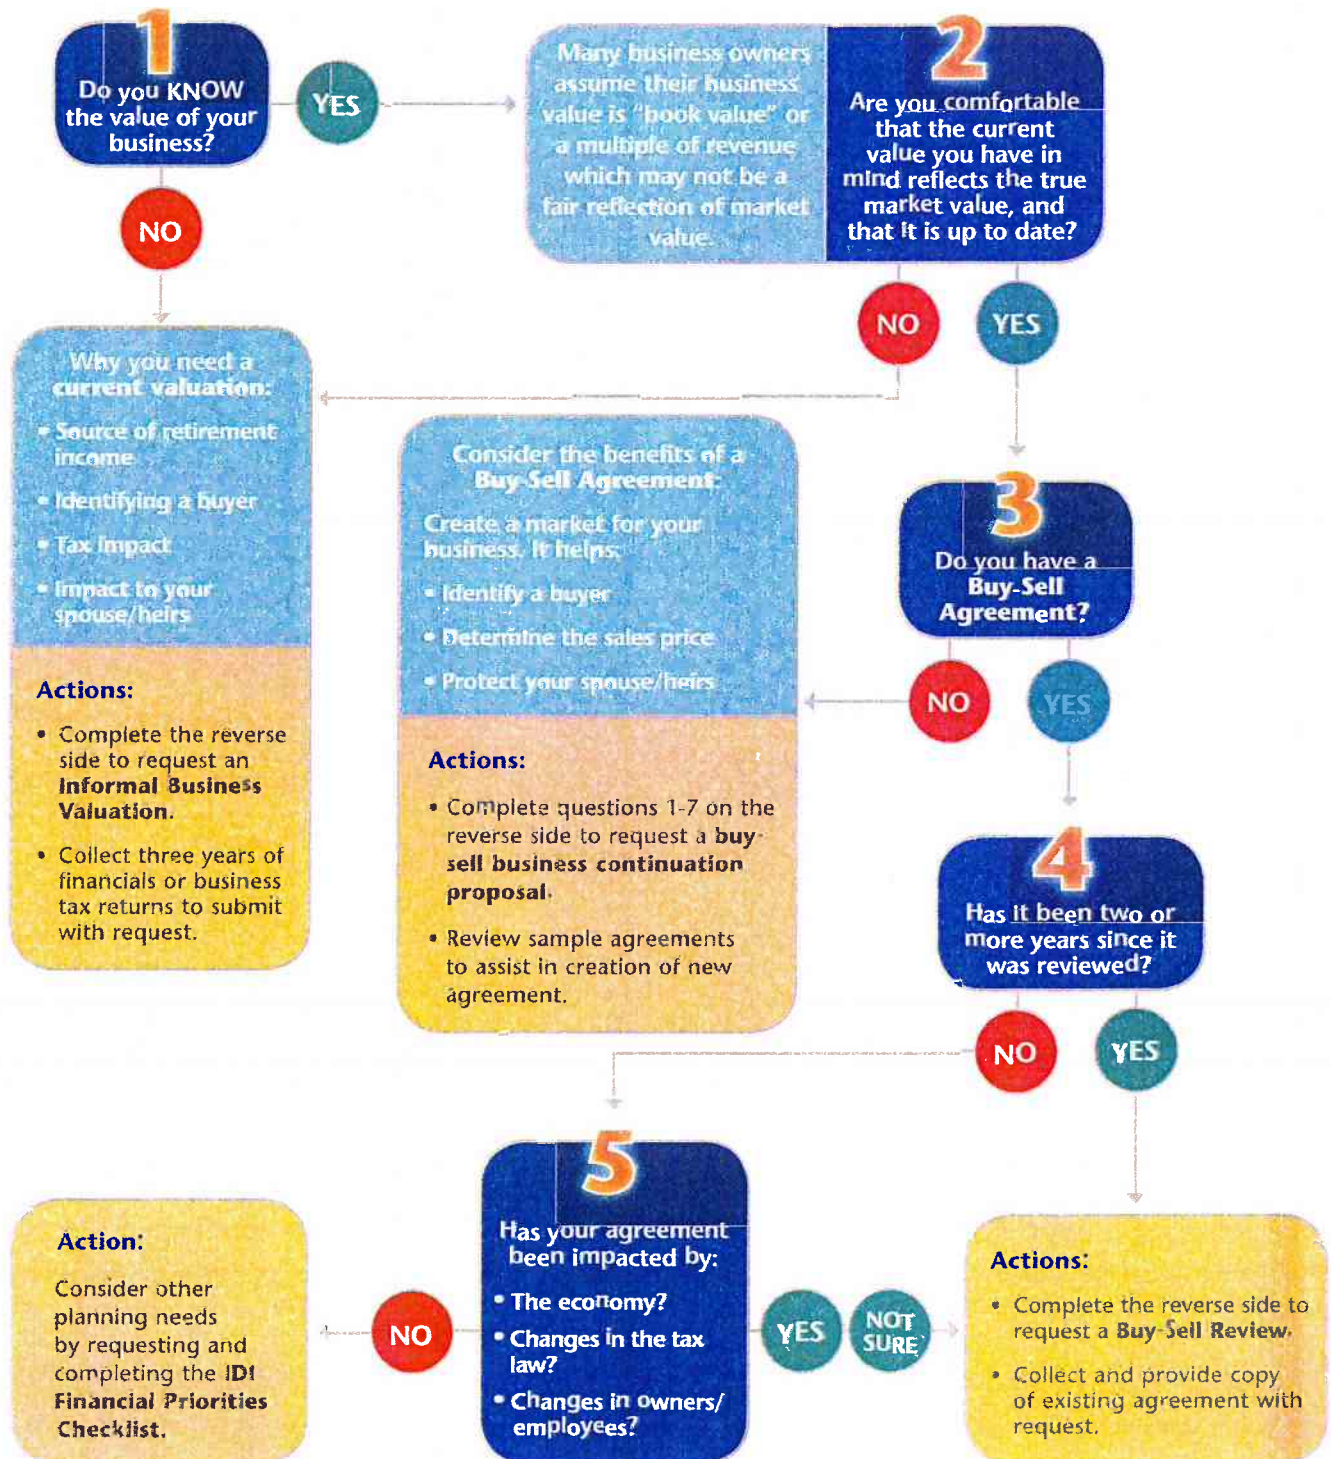 1
Do you KNOW
the value of your
business?
YES
NO
Many business owners
assume their business
value is "book value" or
a multiple of revenue
which may not be a
fair reflection of market
value.
2
Are you comfortable
that the current
value you have in
mind reflects the true
market value, and
that it is up to date?
NO
YES
Why you need a
current valuation:
• Source of retirement
income
• Identifying a buyer
• Tax impact
• Impact to your
spouse/heirs
Actions:
• Complete the reverse
side to request an
Informal Business
Valuation.
• Collect three years of
financials or business
tax returns to submit
with request.
Consider the benefits of a
Buy-Sell Agreement:
Create a market for your
business. It helps:
• Identify a buyer
• Determine the sales price
• Protect your spouse/heirs
Actions:
• Complete questions 1-7 on the
reverse side to request a buy-
sell business continuation
proposal.
• Review sample agreements
to assist in creation of new
agreement.
3
Do you have a
Buy-Sell
Agreement?
NO
YES
4
Has it been two or
more years since it
was reviewed?
NO
YES
5
Has your agreement
been impacted by:
• The economy?
• Changes in the tax
law?
• Changes in owners/
employees?
NO
YES
NOT
SURE
Action:
Consider other
planning needs
by requesting and
completing the IDI
Financial Priorities
Checklist.
Actions:
• Complete the reverse side to
request a Buy-Sell Review.
• Collect and provide copy
of existing agreement with
request.